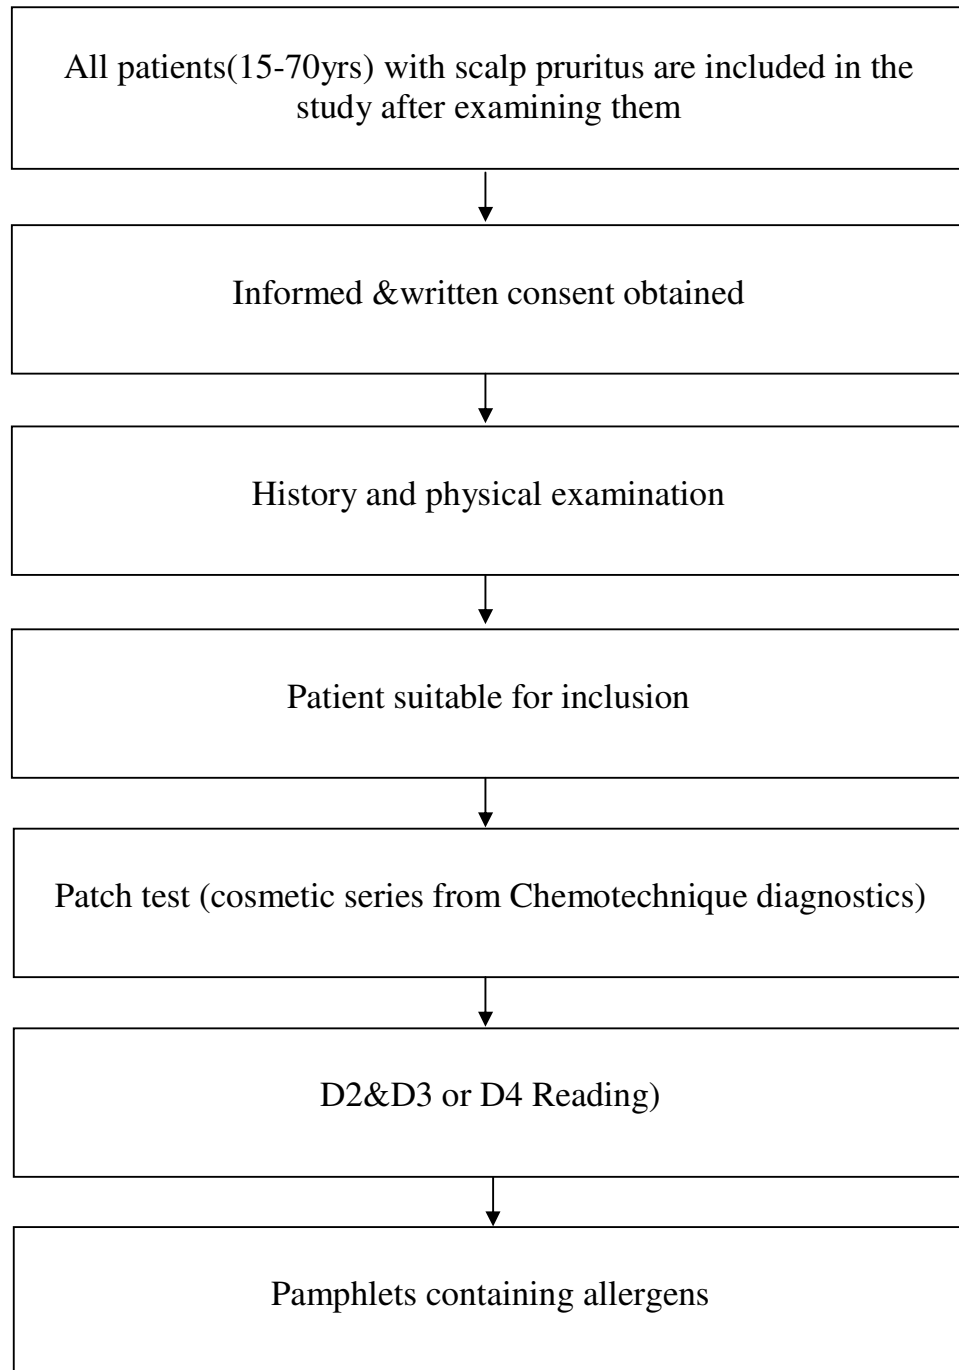 All patients(15-70yrs) with scalp pruritus are included in the
study after examining them
Informed &written consent obtained
History and physical examination
Patient suitable for inclusion
Patch test (cosmetic series from Chemotechnique diagnostics)
D2&D3 or D4 Reading)
Pamphlets containing allergens